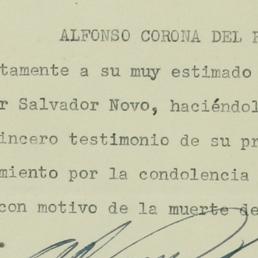 ALFONSO CORONA DEL
tamente a su muy estimado
r Salvador Novo, haciéndol
incero testimonio de su pr
miento por la condolencia
con motivo de la muerte de